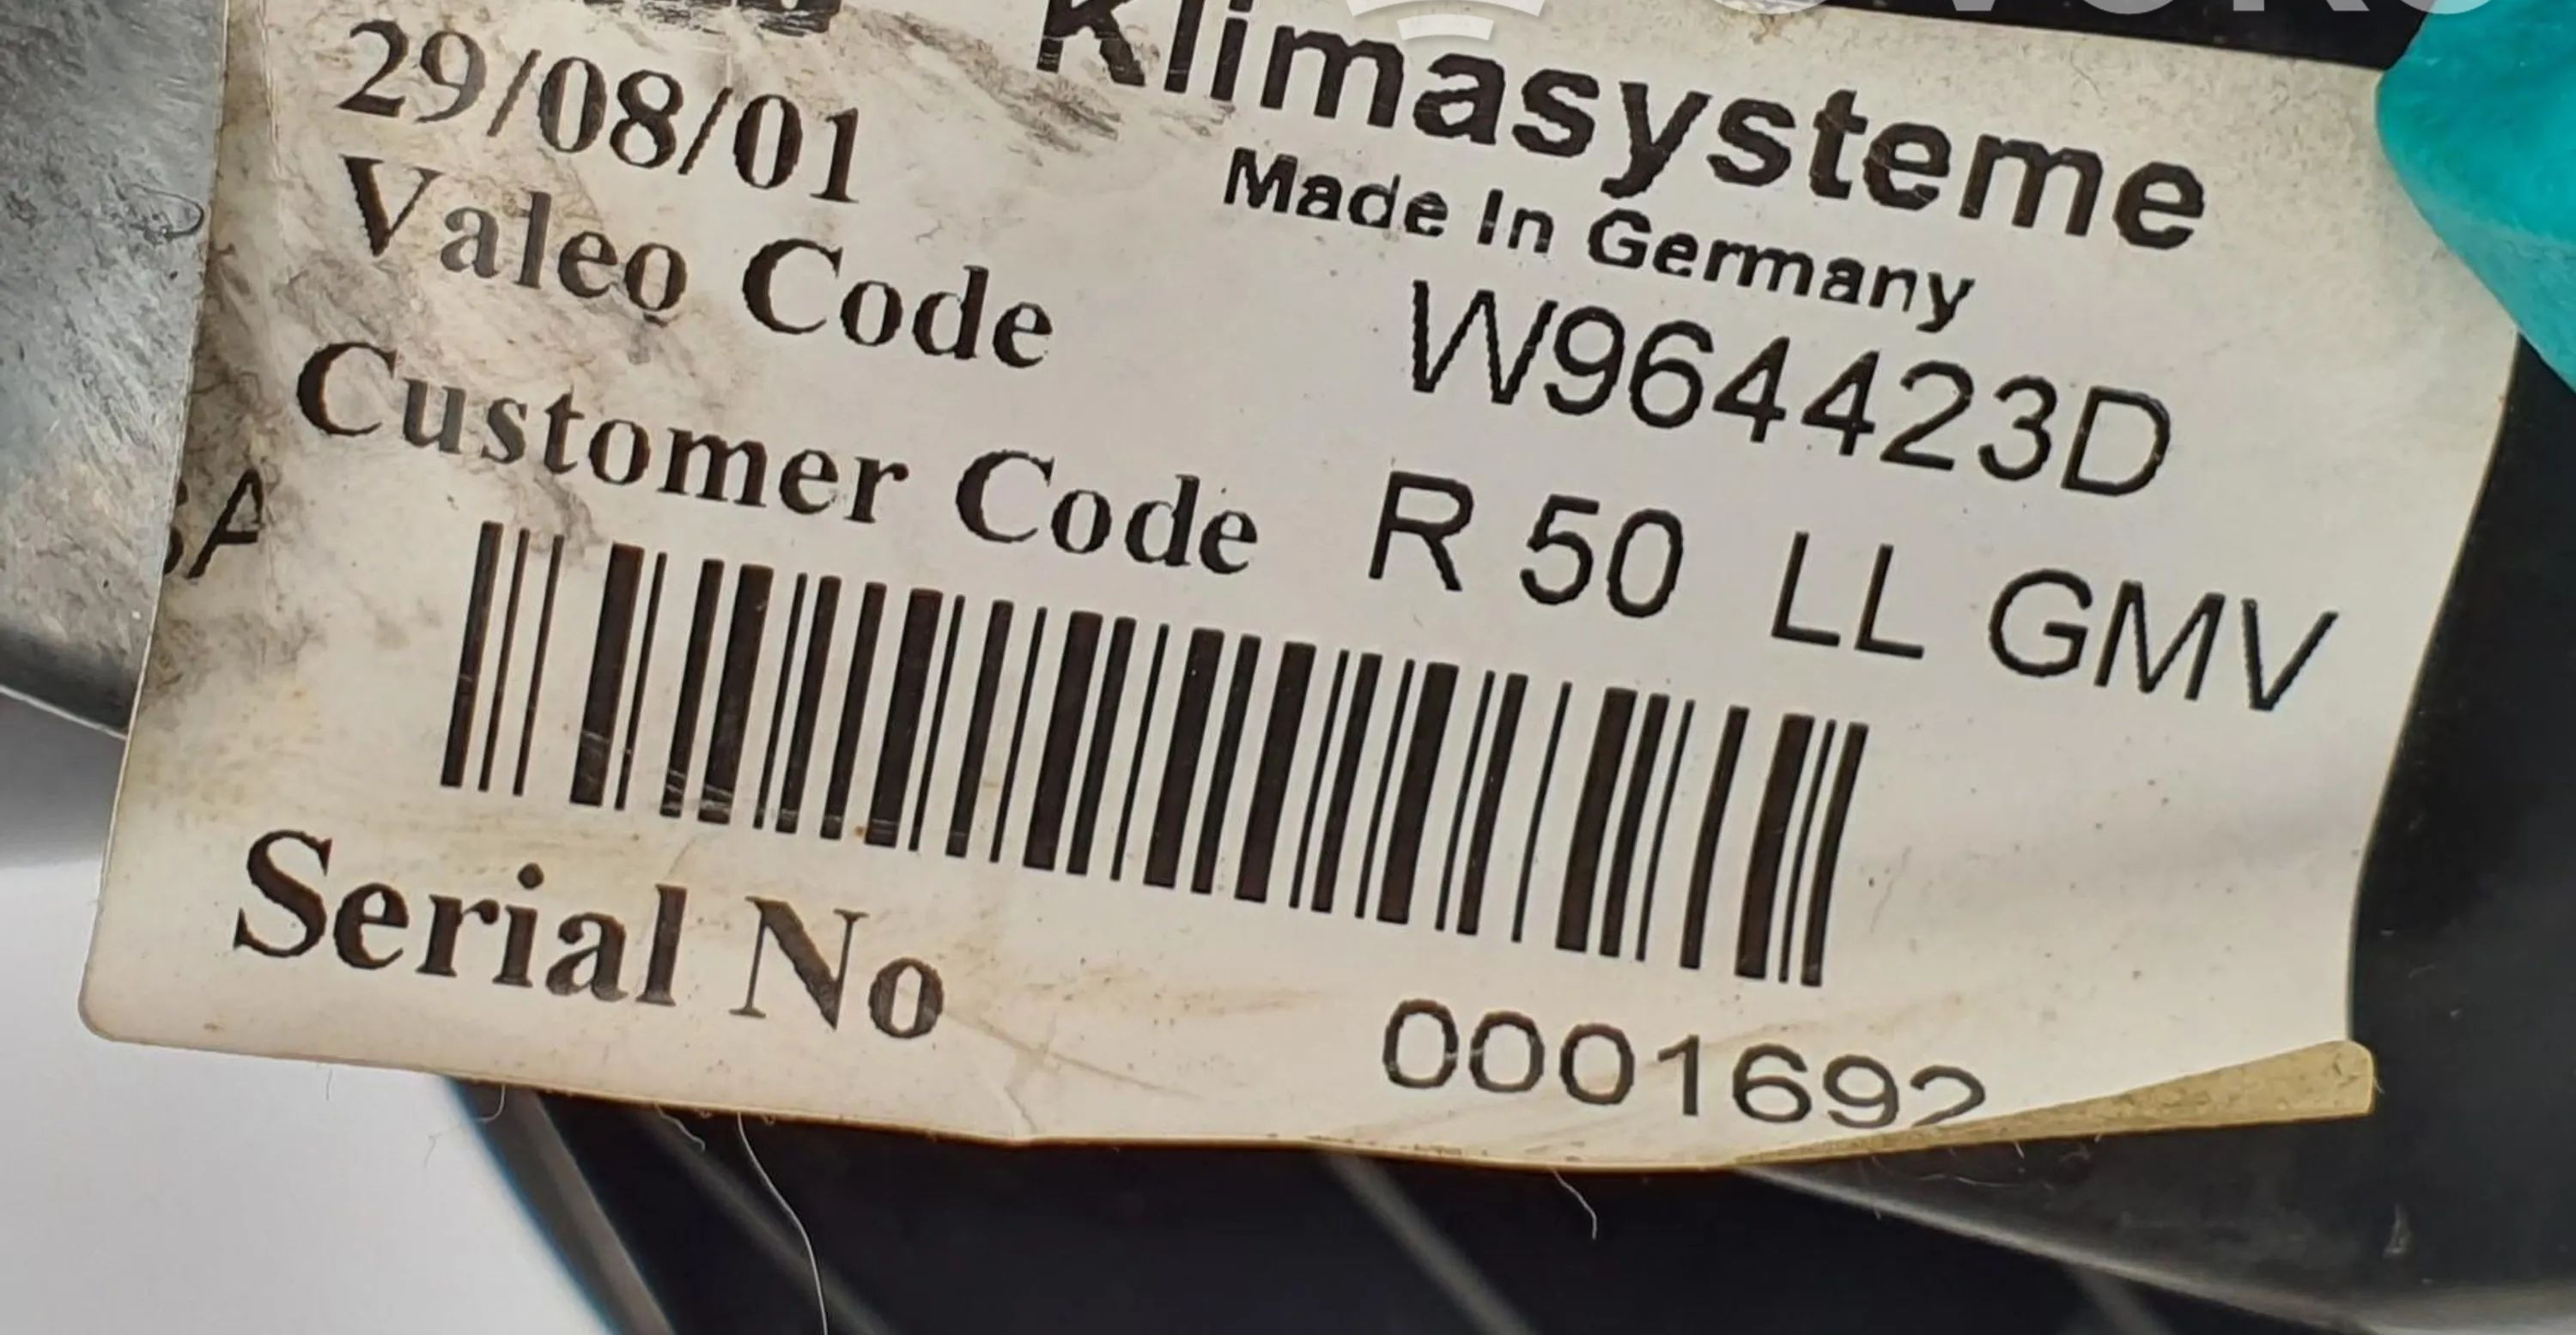 Klimasysteme
29/08/01
Made In Germany
Valeo Code W964423D
Customer Code R 50 LL GMV
Serial No 0001692